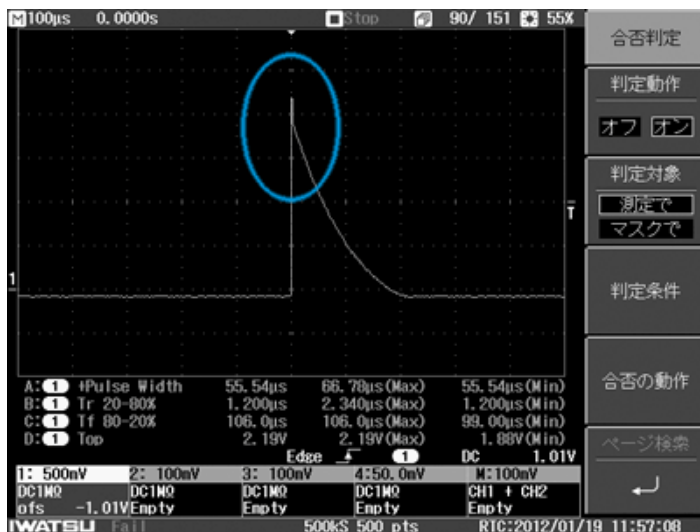 M 100μs 0.0000s Stop 90/ 151 55%
合否判定
判定動作
オフ オン
判定対象
測定で
マスクで
T
1
判定条件
合否の動作
A: 1 +Pulse Width 55.54μs 66.78μs(Max) 55.54μs(Min)
B: 1 Tr 20-80% 1.200μs 2.340μs(Max) 1.200μs(Min)
C: 1 Tf 80-20% 106.0μs 106.0μs(Max) 99.00μs(Min)
D: 1 Top 2.19V 2.19V(Max) 1.88V(Min)
ページ検索
Edge 1 DC 1.01V
1: 500mV 2: 100mV 3: 100mV 4:50.0mV M:100mV
DC1MΩ DC1MΩ DC1MΩ DC1MΩ CH1 + CH2
ofs -1.01V Empty Empty Empty Empty
IWATSU Fail 500kS 500 pts RTC:2012/01/19 11:57:08